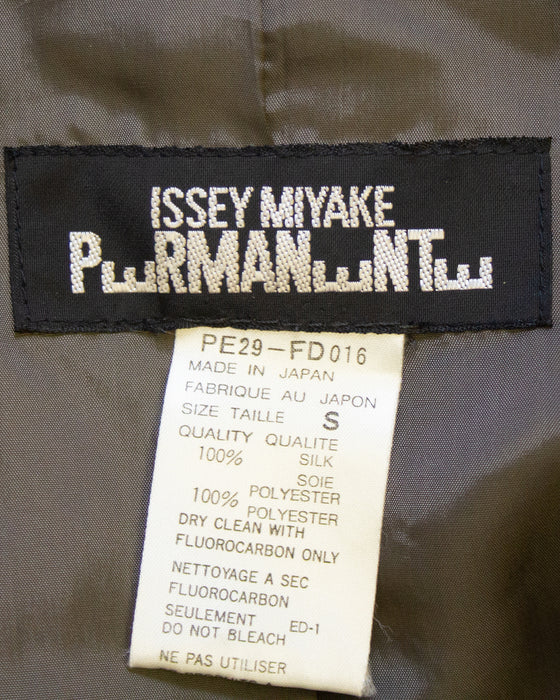 ISSEY MIYAKE
PERMANENTE
PE29-FD016
MADE IN JAPAN
FABRIQUE AU JAPON
SIZE TAILLE S
QUALITY QUALITE
100% SILK
SOIE
100% POLYESTER
POLYESTER
DRY CLEAN WITH
FLUOROCARBON ONLY
NETTOYAGE A SEC
FLUOROCARBON
SEULEMENT ED-1
DO NOT BLEACH
NE PAS UTILISER